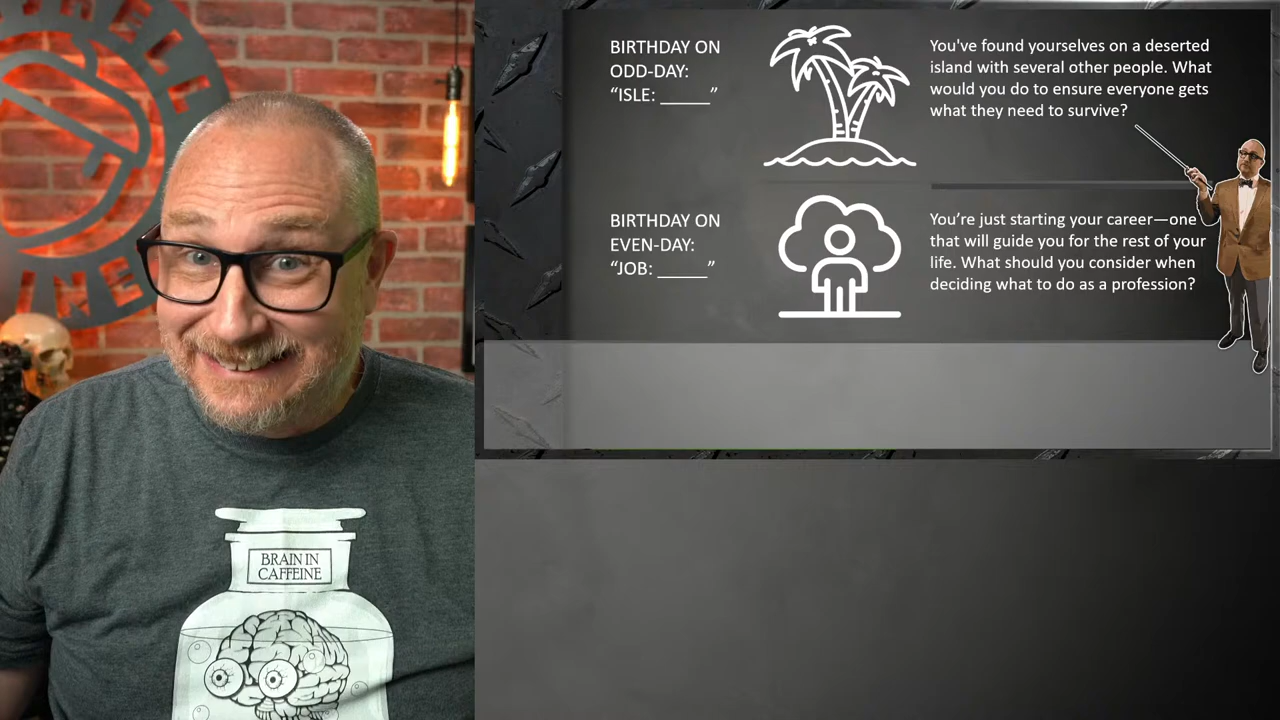 BIRTHDAY ON
ODD-DAY:
“ISLE: _____”
You've found yourselves on a deserted
island with several other people. What
would you do to ensure everyone gets
what they need to survive?
BIRTHDAY ON
EVEN-DAY:
“JOB: _____”
You’re just starting your career—one
that will guide you for the rest of your
life. What should you consider when
deciding what to do as a profession?
BRAIN IN
CAFFEINE